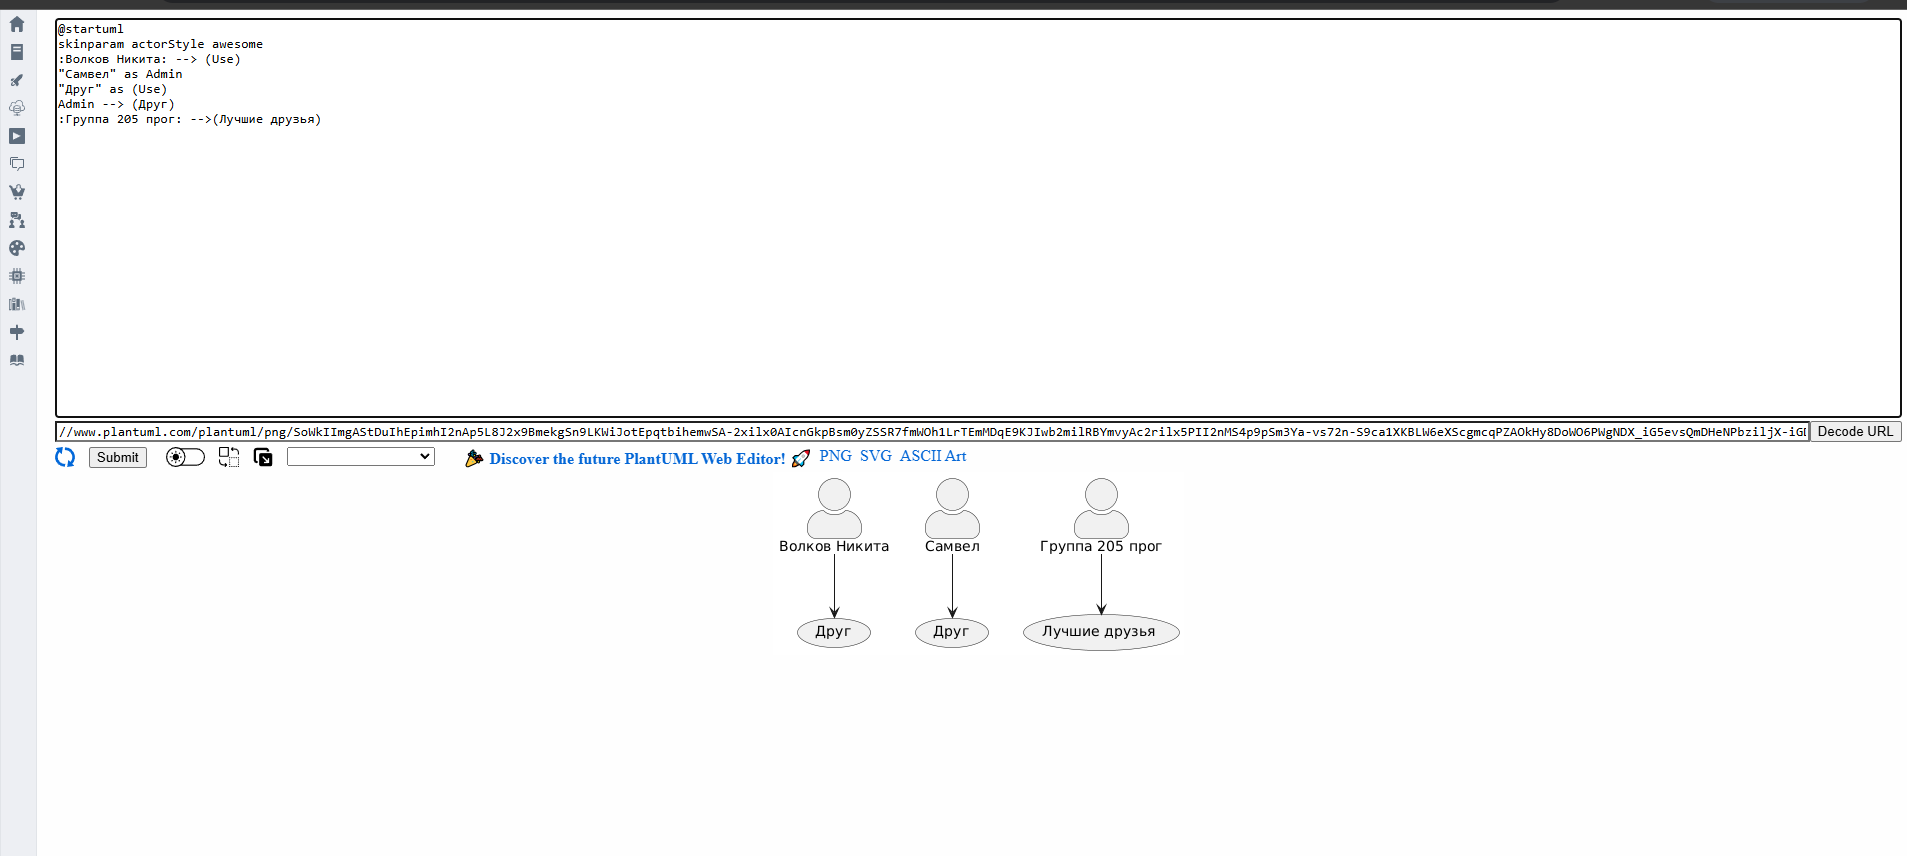 @startuml
skinparam actorStyle awesome
:Волков Никита: --> (Use)
"Самвел" as Admin
"Друг" as (Use)
Admin --> (Друг)
:Группа 205 прог: -->(Лучшие друзья)
Decode URL
Submit
Discover the future PlantUML Web Editor! PNG SVG ASCII Art
Волков Никита Самвел Группа 205 прог
Друг Друг Лучшие друзья